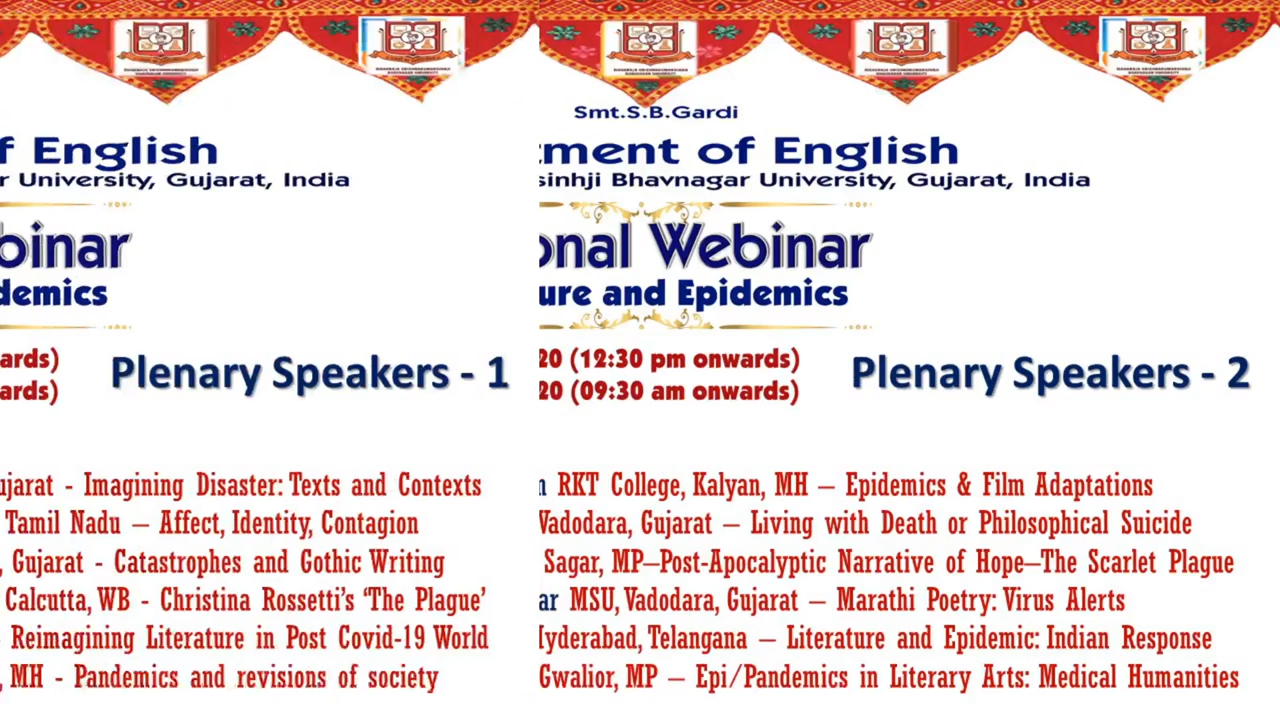 f English
r University, Gujarat, India
binar
demics
ards)
ards)
Plenary Speakers - 1
ujarat - Imagining Disaster: Texts and Contexts
Tamil Nadu – Affect, Identity, Contagion
, Gujarat - Catastrophes and Gothic Writing
Calcutta, WB - Christina Rossetti's 'The Plague'
Reimagining Literature in Post Covid-19 World
, MH - Pandemics and revisions of society
Smt.S.B.Gardi
tment of English
sinhji Bhavnagar University, Gujarat, India
onal Webinar
ure and Epidemics
20 (12:30 pm onwards)
20 (09:30 am onwards)
Plenary Speakers - 2
n RKT College, Kalyan, MH – Epidemics & Film Adaptations
Vadodara, Gujarat – Living with Death or Philosophical Suicide
Sagar, MP–Post-Apocalyptic Narrative of Hope–The Scarlet Plague
ar MSU, Vadodara, Gujarat – Marathi Poetry: Virus Alerts
Hyderabad, Telangana – Literature and Epidemic: Indian Response
Gwalior, MP – Epi/Pandemics in Literary Arts: Medical Humanities